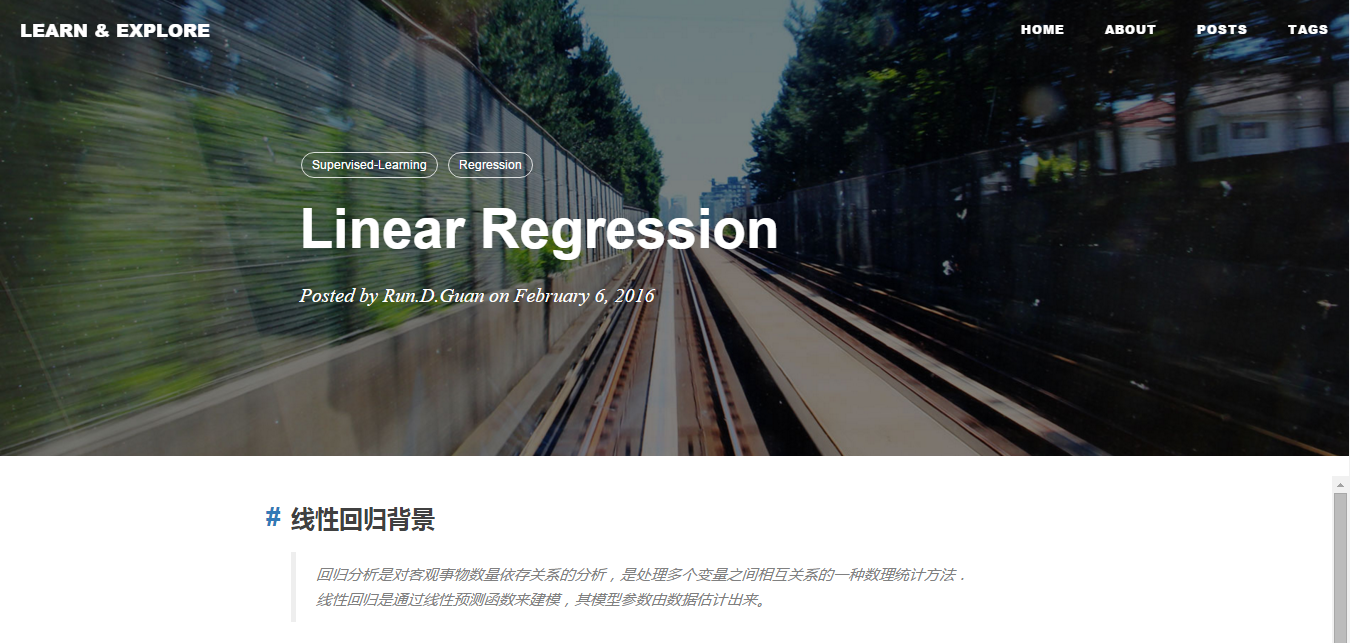 LEARN & EXPLORE
HOME ABOUT POSTS TAGS
Supervised-Learning Regression
Linear Regression
Posted by Run.D.Guan on February 6, 2016
# 线性回归背景
回归分析是对客观事物数量依存关系的分析，是处理多个变量之间相互关系的一种数理统计方法．
线性回归是通过线性预测函数来建模，其模型参数由数据估计出来。